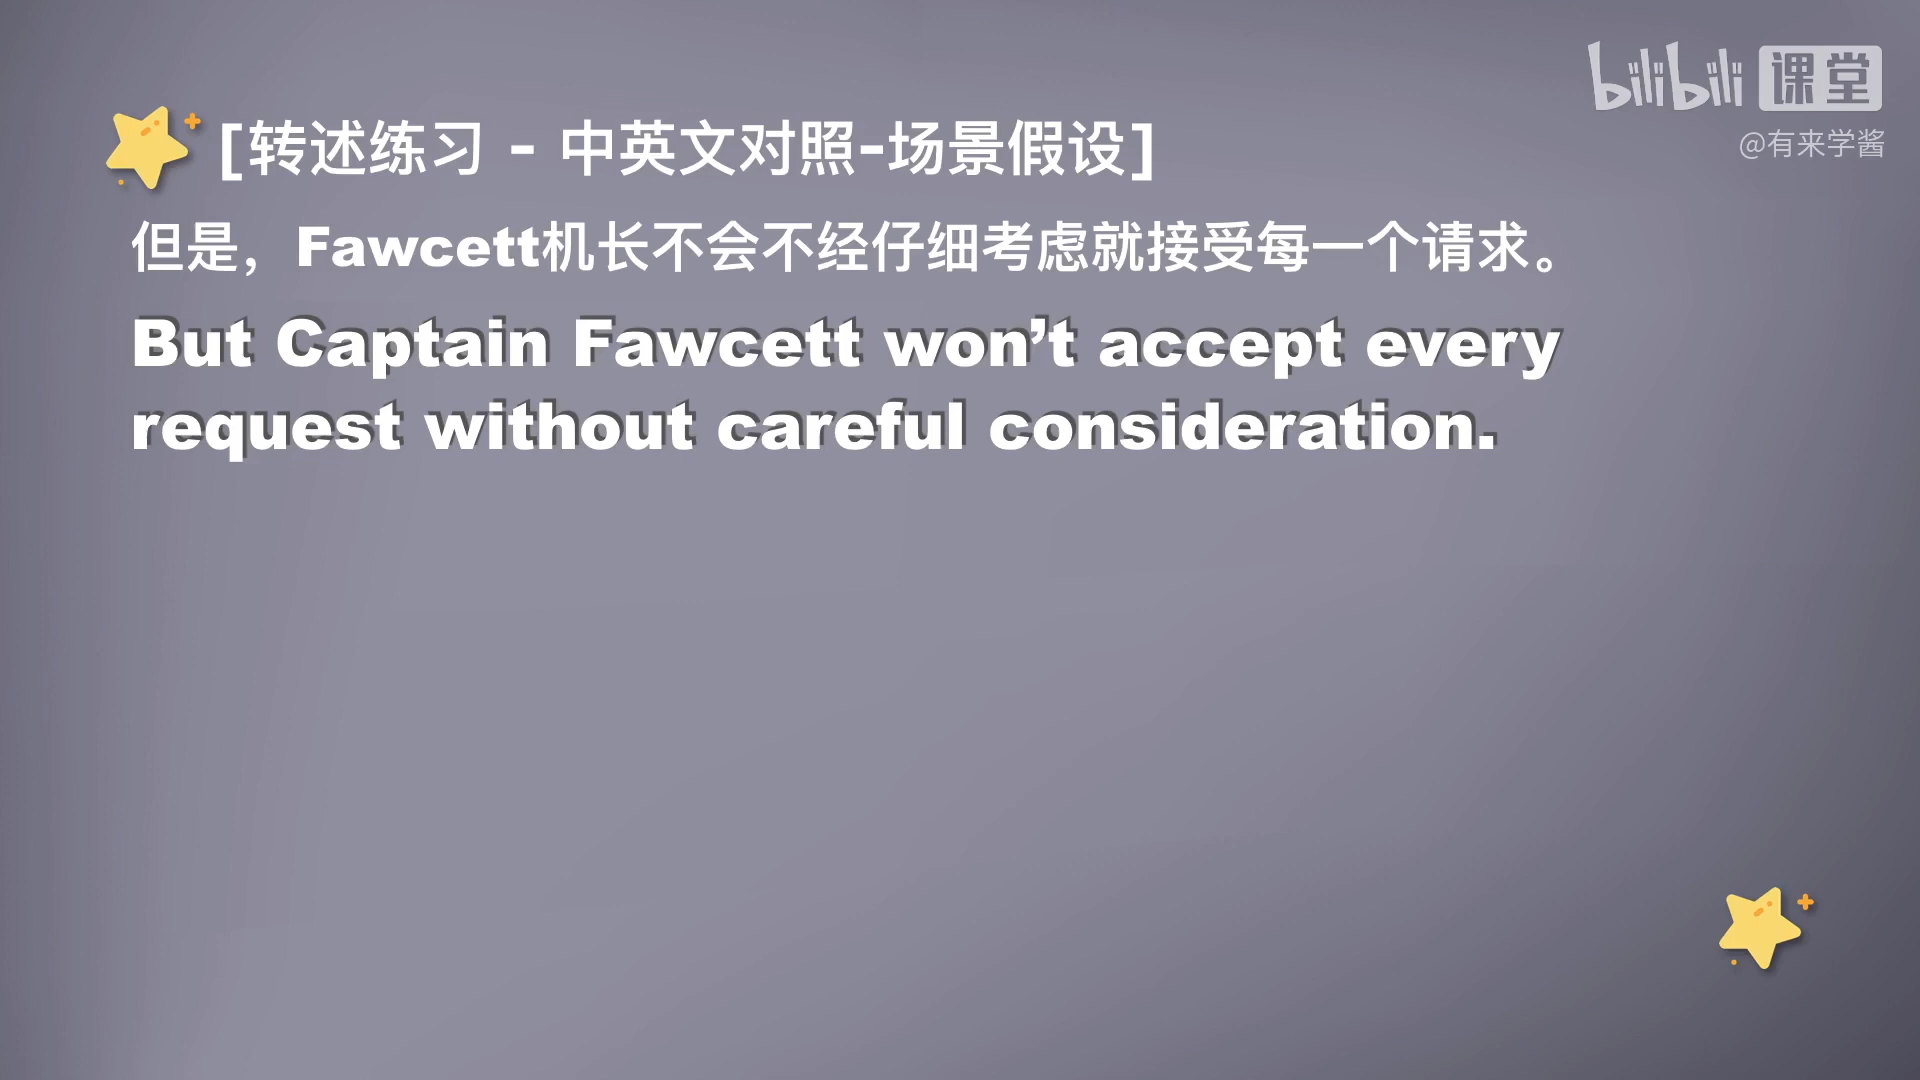 bilibili 课堂
@有来学酱
[转述练习 - 中英文对照-场景假设]
但是，Fawcett机长不会不经仔细考虑就接受每一个请求。
But Captain Fawcett won’t accept every
request without careful consideration.